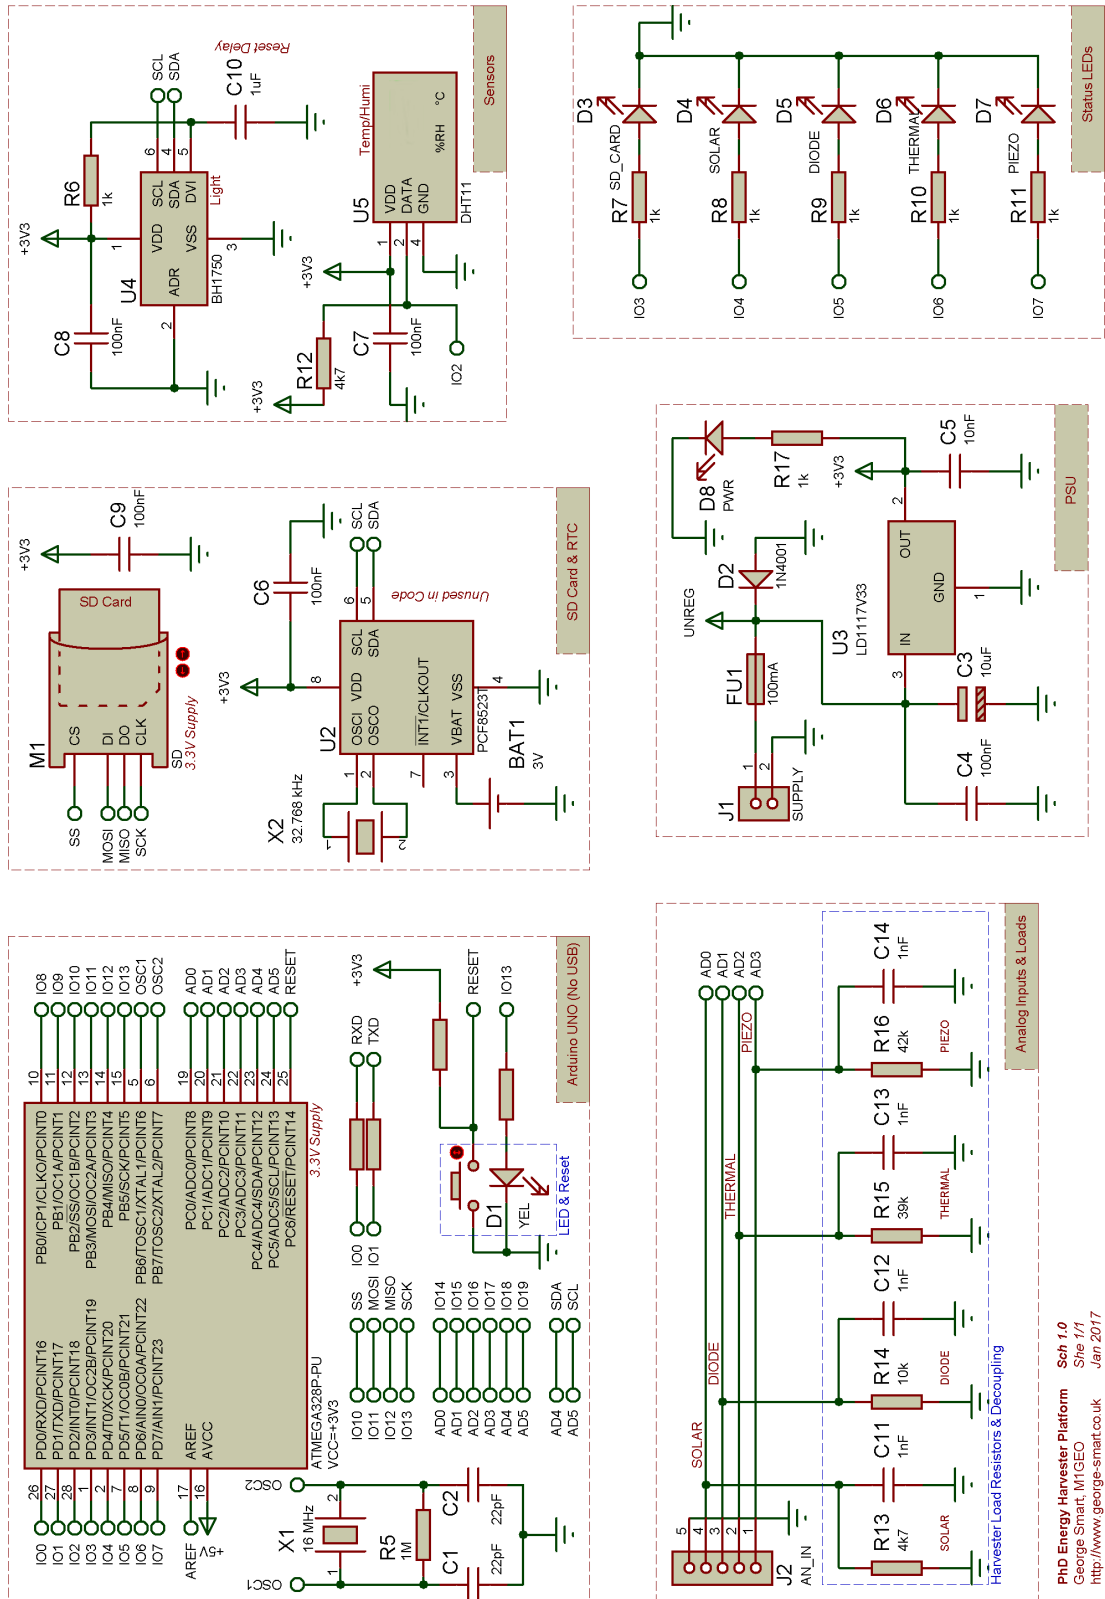 Sensors
Reset Delay
SCL
SDA
C10
1uF
R6
1k
6
4
5
SCL
SDA
DVI
Light
+3V3
1
VDD
VSS
3
U4
ADR
BH1750
2
C8
100nF
Temp/Humi
°C
%RH
U5
VDD
DATA
GND
DHT11
1
2
4
+3V3
R12
4k7
C7
100nF
IO2
+3V3
Status LEDs
D3
D4
D5
D6
D7
SD_CARD
SOLAR
DIODE
THERMAL
PIEZO
R7
1k
R8
1k
R9
1k
R10
1k
R11
1k
IO3
IO4
IO5
IO6
IO7
SD Card & RTC
+3V3
C9
100nF
SD Card
M1
CS
DI
DO
CLK
SD
3.3V Supply
SS
MOSI
MISO
SCK
C6
100nF
SCL
SDA
6
5
Unused in Code
+3V3
8
U2
SCL
SDA
VDD
OSCI
OSCO
INT1/CLKOUT
VBAT
VSS
PCF8523T
4
1
2
7
3
BAT1
3V
X2
32.768 kHz
1
2
PSU
D8
PWR
R17
1k
+3V3
C5
10nF
2
D2
1N4001
UNREG
U3
LD1117V33
OUT
GND
IN
1
3
FU1
100mA
C3
10uF
C4
100nF
J1
1
2
SUPPLY
Arduino UNO (No USB)
IO8
IO9
IO10
IO11
IO12
IO13
OSC1
OSC2
AD0
AD1
AD2
AD3
AD4
AD5
RESET
10
11
12
13
14
15
5
6
19
20
21
22
23
24
25
PB0/ICP1/CLKO/PCINT0
PB1/OC1A/PCINT1
PB2/SS/OC1B/PCINT2
PB3/MOSI/OC2A/PCINT3
PB4/MISO/PCINT4
PB5/SCK/PCINT5
PB6/TOSC1/XTAL1/PCINT6
PB7/TOSC2/XTAL2/PCINT7
PC0/ADC0/PCINT8
PC1/ADC1/PCINT9
PC2/ADC2/PCINT10
PC3/ADC3/PCINT11
PC4/ADC4/SDA/PCINT12
PC5/ADC5/SCL/PCINT13
PC6/RESET/PCINT14
3.3V Supply
PD0/RXD/PCINT16
PD1/TXD/PCINT17
PD2/INT0/PCINT18
PD3/INT1/OC2B/PCINT19
PD4/T0/XCK/PCINT20
PD5/T1/OC0B/PCINT21
PD6/AIN0/OC0A/PCINT22
PD7/AIN1/PCINT23
AREF
AVCC
ATMEGA328P-PU
VCC=+3V3
26
27
28
1
2
7
8
9
17
16
IO0
IO1
IO2
IO3
IO4
IO5
IO6
IO7
AREF
+5V
+3V3
RXD
TXD
RESET
IO13
IO0
IO1
D1
YEL
LED & Reset
SS
MOSI
MISO
SCK
IO10
IO11
IO12
IO13
IO14
IO15
IO16
IO17
IO18
IO19
AD0
AD1
AD2
AD3
AD4
AD5
SDA
SCL
AD4
AD5
OSC2
OSC1
X1
16 MHz
2
1
R5
1M
C2
22pF
C1
22pF
Analog Inputs & Loads
AD0
AD1
AD2
AD3
PIEZO
THERMAL
DIODE
SOLAR
C14
1nF
R16
42k
PIEZO
C13
1nF
R15
39k
THERMAL
C12
1nF
R14
10k
DIODE
C11
1nF
R13
4k7
SOLAR
5
4
3
2
1
J2
AN_IN
Harvester Load Resistors & Decoupling
PhD Energy Harvester Platform
Sch 1.0
George Smart, M1GEO
She 1/1
http://www.george-smart.co.uk
Jan 2017